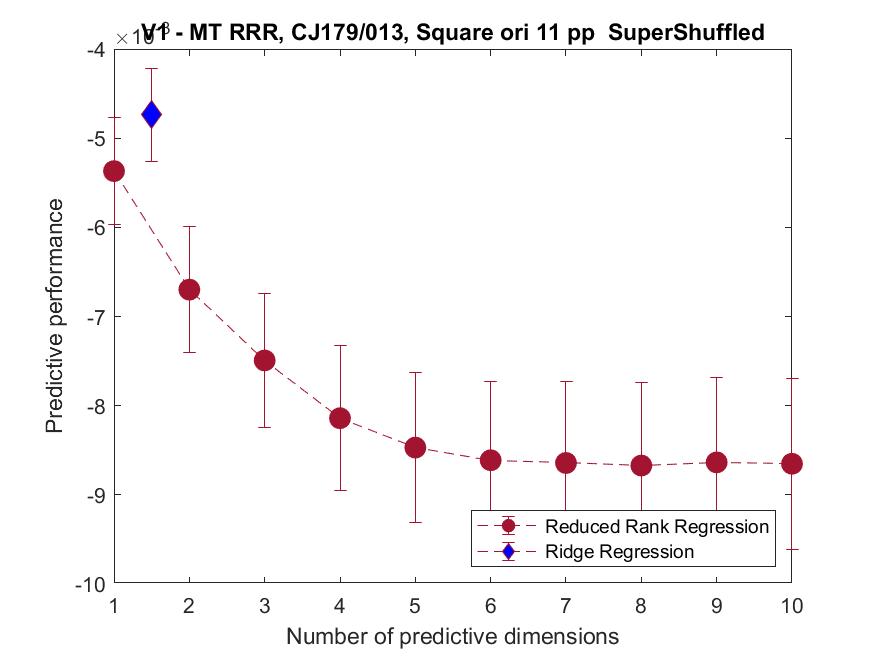 V1 - MT RRR, CJ179/013, Square ori 11 pp SuperShuffled
×10-3
-4
-5
-6
-7
-8
-9
-10
Predictive performance
Reduced Rank Regression
Ridge Regression
1 2 3 4 5 6 7 8 9 10
Number of predictive dimensions